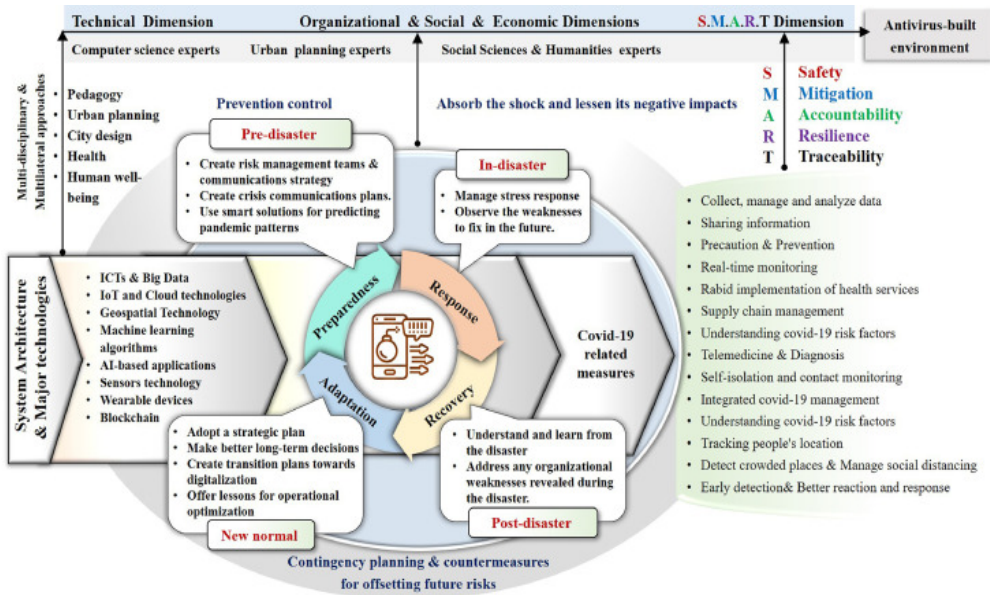 Technical Dimension
Organizational & Social & Economic Dimensions
S.M.A.R.T Dimension
Antivirus-built
environment
Computer science experts
Urban planning experts
Social Sciences & Humanities experts
Multi-disciplinary &
Multilateral approaches
• Pedagogy
• Urban planning
• City design
• Health
• Human well-
being
Prevention control
Absorb the shock and lessen its negative impacts
S Safety
M Mitigation
A Accountability
R Resilience
T Traceability
Pre-disaster
• Create risk management teams &
communications strategy
• Create crisis communications plans.
• Use smart solutions for predicting
pandemic patterns
In-disaster
• Manage stress response
• Observe the weaknesses
to fix in the future.
System Architecture
& Major technologies
• ICTs & Big Data
• IoT and Cloud technologies
• Geospatial Technology
• Machine learning
algorithms
• AI-based applications
• Sensors technology
• Wearable devices
• Blockchain
Preparedness
Response
Recovery
Adaptation
Covid-19
related
measures
• Collect, manage and analyze data
• Sharing information
• Precaution & Prevention
• Real-time monitoring
• Rabid implementation of health services
• Supply chain management
• Understanding covid-19 risk factors
• Telemedicine & Diagnosis
• Self-isolation and contact monitoring
• Integrated covid-19 management
• Understanding covid-19 risk factors
• Tracking people's location
• Detect crowded places & Manage social distancing
• Early detection& Better reaction and response
• Adopt a strategic plan
• Make better long-term decisions
• Create transition plans towards
digitalization
• Offer lessons for operational
optimization
New normal
• Understand and learn from the
disaster
• Address any organizational
weaknesses revealed during
the disaster.
Post-disaster
Contingency planning & countermeasures
for offsetting future risks